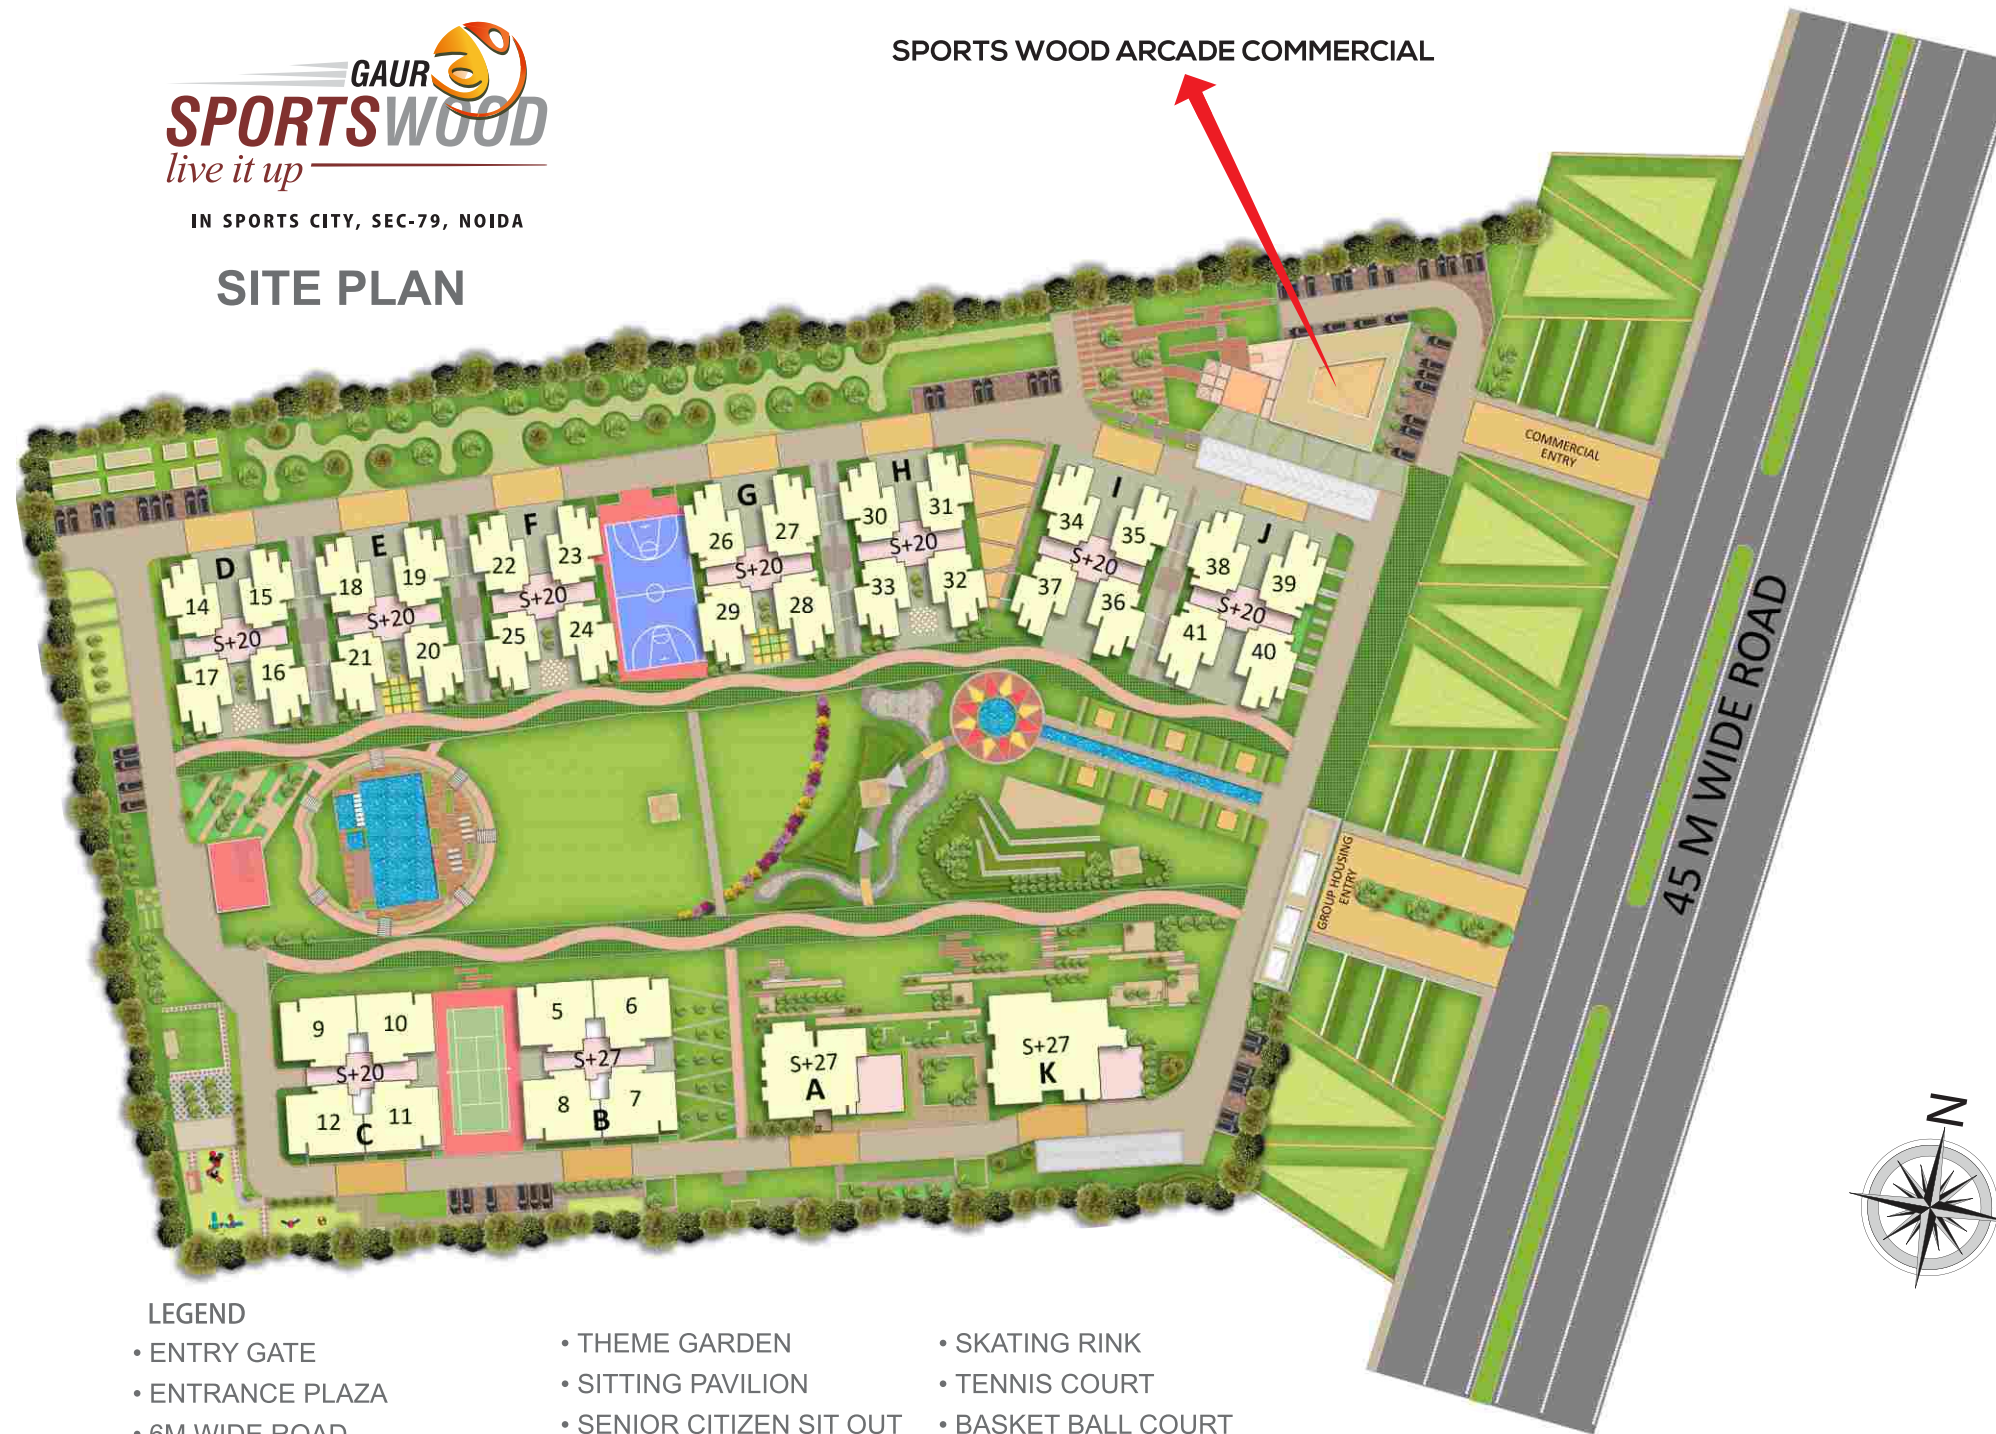 GAUR
SPORTSWOOD
live it up
IN SPORTS CITY, SEC-79, NOIDA
SITE PLAN
SPORTS WOOD ARCADE COMMERCIAL
COMMERCIAL
ENTRY
45 M WIDE ROAD
GROUP HOUSING
ENTRY
N
D
14
15
S+20
17
16
E
18
19
S+20
21
20
F
22
23
S+20
25
24
G
26
27
S+20
29
28
H
30
31
S+20
33
32
I
34
35
S+20
37
36
J
38
39
S+20
41
40
9
10
S+20
12
11
C
5
6
S+27
8
7
B
S+27
A
S+27
K
LEGEND
• ENTRY GATE
• ENTRANCE PLAZA
• 6M WIDE ROAD
• THEME GARDEN
• SITTING PAVILION
• SENIOR CITIZEN SIT OUT
• SKATING RINK
• TENNIS COURT
• BASKET BALL COURT